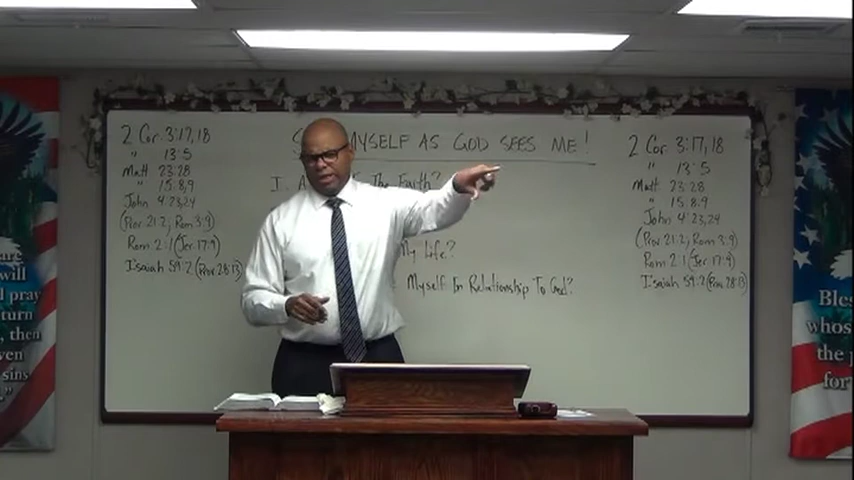 2 Cor 3:17,18
" 13:5
Matt 23:28
" 15:8,9
John 4:23,24
(Prov 21:2; Rom 3:9)
Rom 2:1 (Jer 17:9)
Isaiah 59:2 (Prov 28:13)
MYSELF AS GOD SEES ME!
I. The Faith?
My Life?
Myself In Relationship To God?
2 Cor 3:17,18
" 13:5
Matt 23:28
" 15:8,9
John 4:23,24
(Prov 21:2; Rom 3:9)
Rom 2:1 (Jer 17:9)
Isaiah 59:2 (Prov 28:13)
are
will
d pray
turn
, then
ven
sins
."
Bles
whos
the p
for